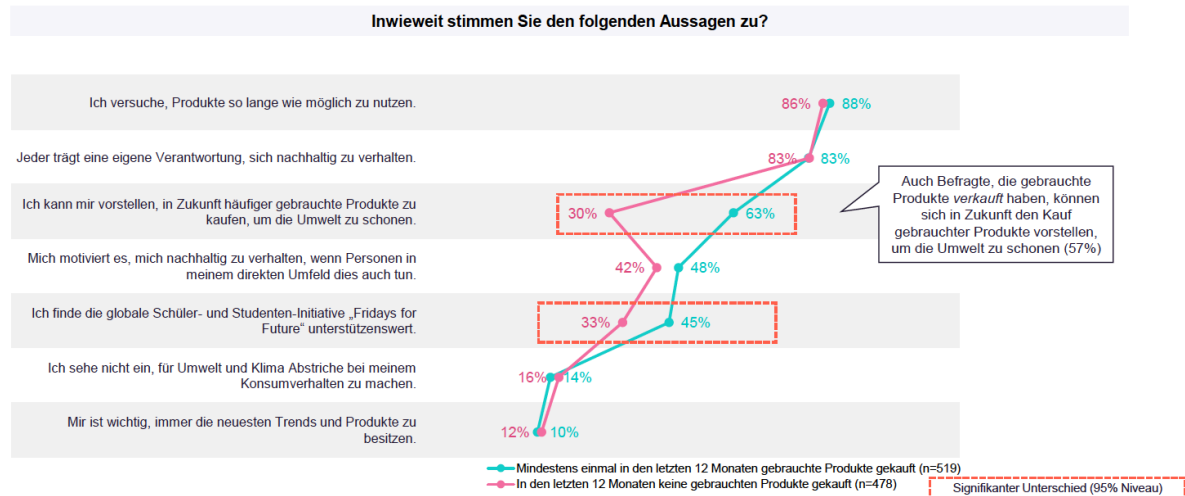 Inwieweit stimmen Sie den folgenden Aussagen zu?
Ich versuche, Produkte so lange wie möglich zu nutzen.
86%
88%
Jeder trägt eine eigene Verantwortung, sich nachhaltig zu verhalten.
83%
83%
Ich kann mir vorstellen, in Zukunft häufiger gebrauchte Produkte zu
kaufen, um die Umwelt zu schonen.
30%
63%
Auch Befragte, die gebrauchte
Produkte verkauft haben, können
sich in Zukunft den Kauf
gebrauchter Produkte vorstellen,
um die Umwelt zu schonen (57%)
Mich motiviert es, mich nachhaltig zu verhalten, wenn Personen in
meinem direkten Umfeld dies auch tun.
42%
48%
Ich finde die globale Schüler- und Studenten-Initiative „Fridays for
Future“ unterstützenswert.
33%
45%
Ich sehe nicht ein, für Umwelt und Klima Abstriche bei meinem
Konsumverhalten zu machen.
16%
14%
Mir ist wichtig, immer die neuesten Trends und Produkte zu
besitzen.
12%
10%
Mindestens einmal in den letzten 12 Monaten gebrauchte Produkte gekauft (n=519)
In den letzten 12 Monaten keine gebrauchten Produkte gekauft (n=478)
Signifikanter Unterschied (95% Niveau)